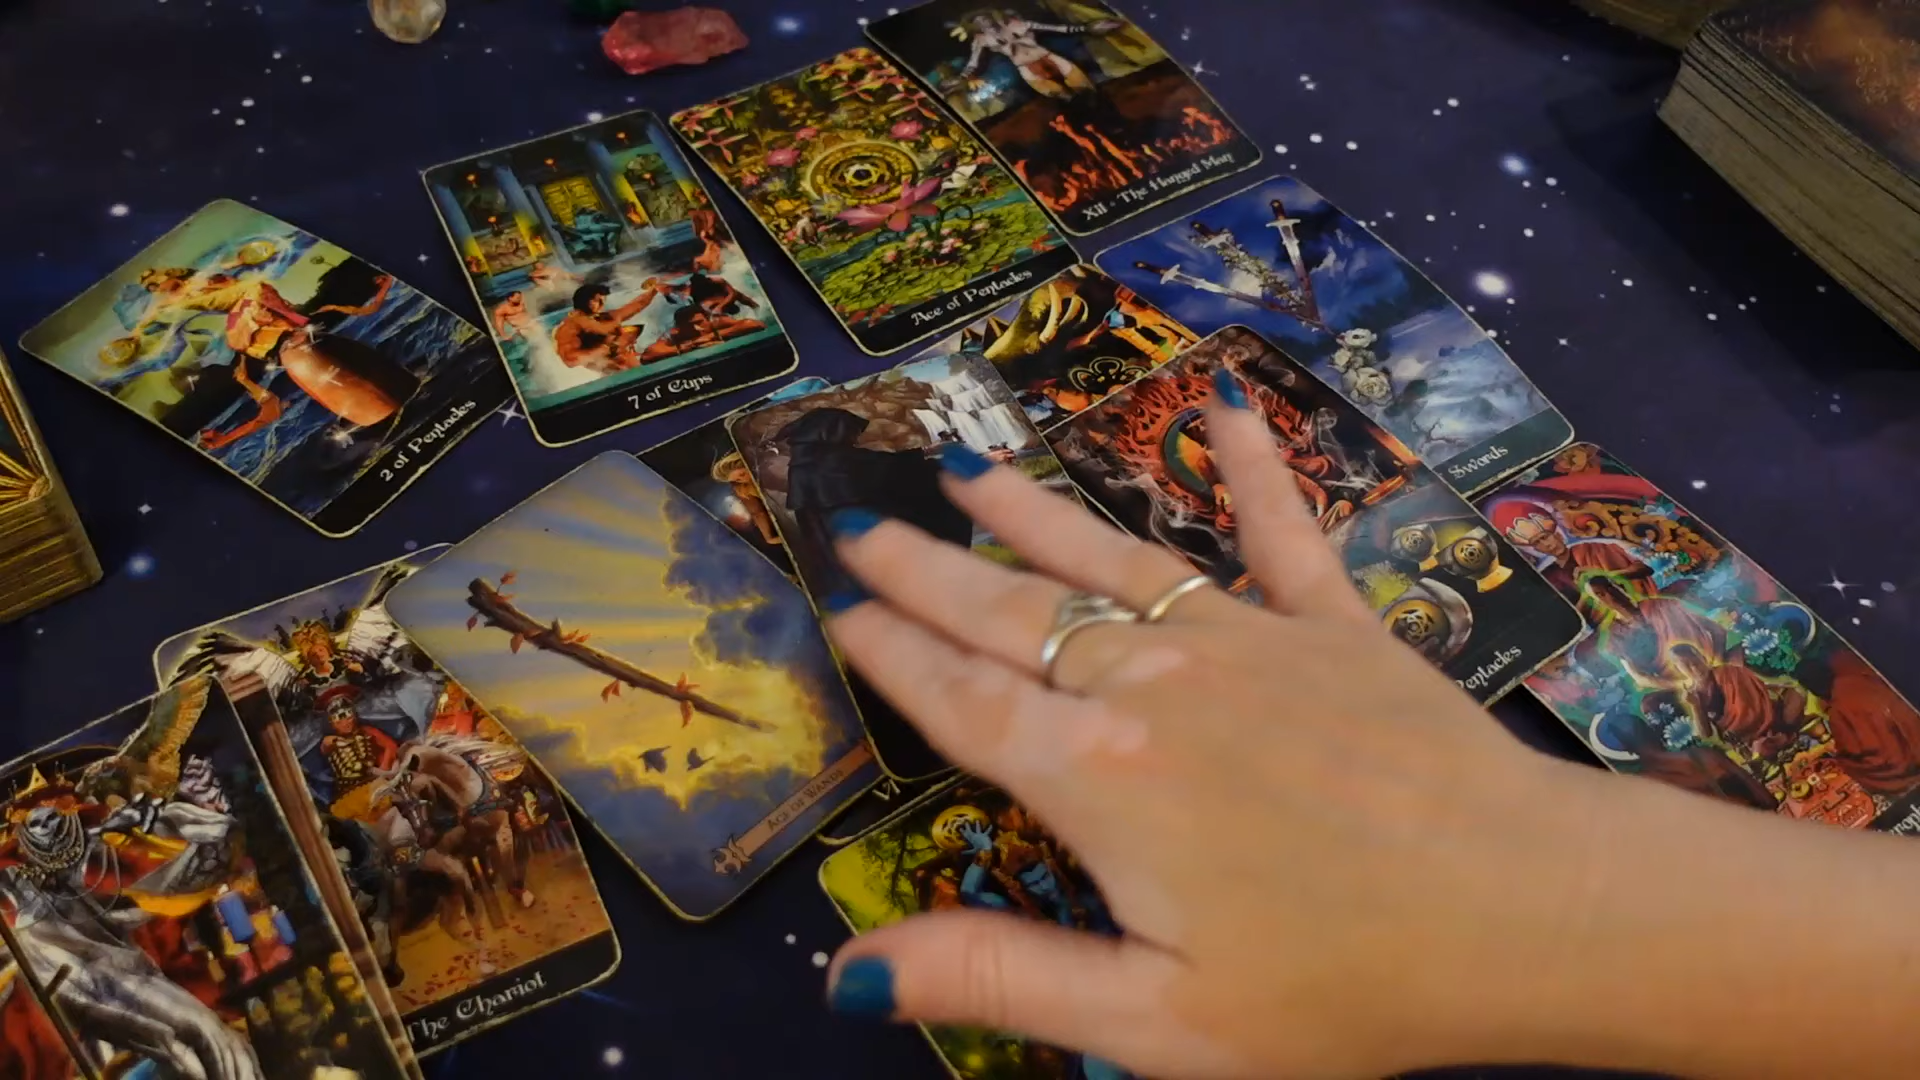 XII - The Hanged Man
Ace of Pentacles
7 of Cups
2 of Pentacles
Swords
Pentacles
ACE OF WANDS
VI
The Chariot